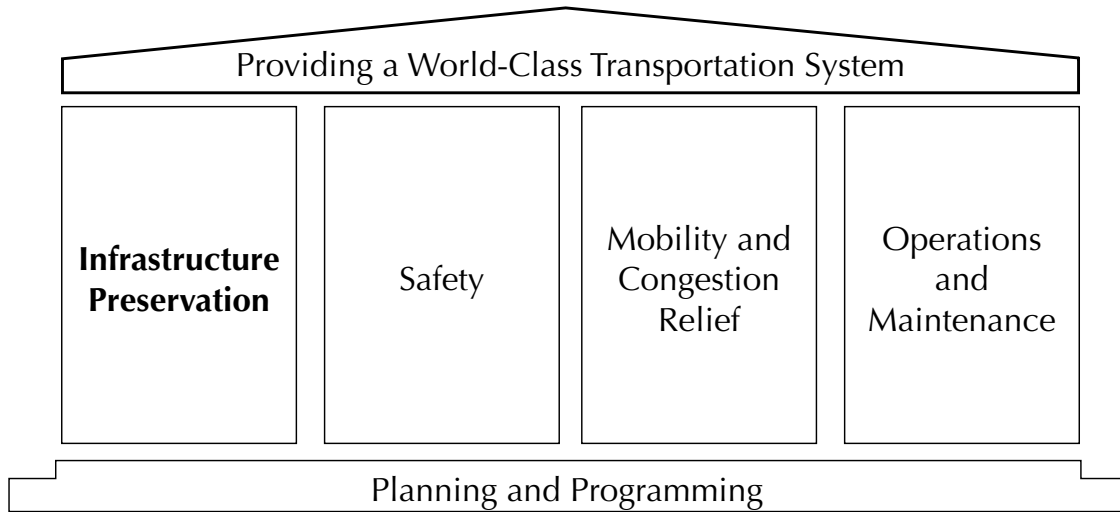 Providing a World-Class Transportation System
Infrastructure
Preservation
Safety
Mobility and
Congestion
Relief
Operations
and
Maintenance
Planning and Programming